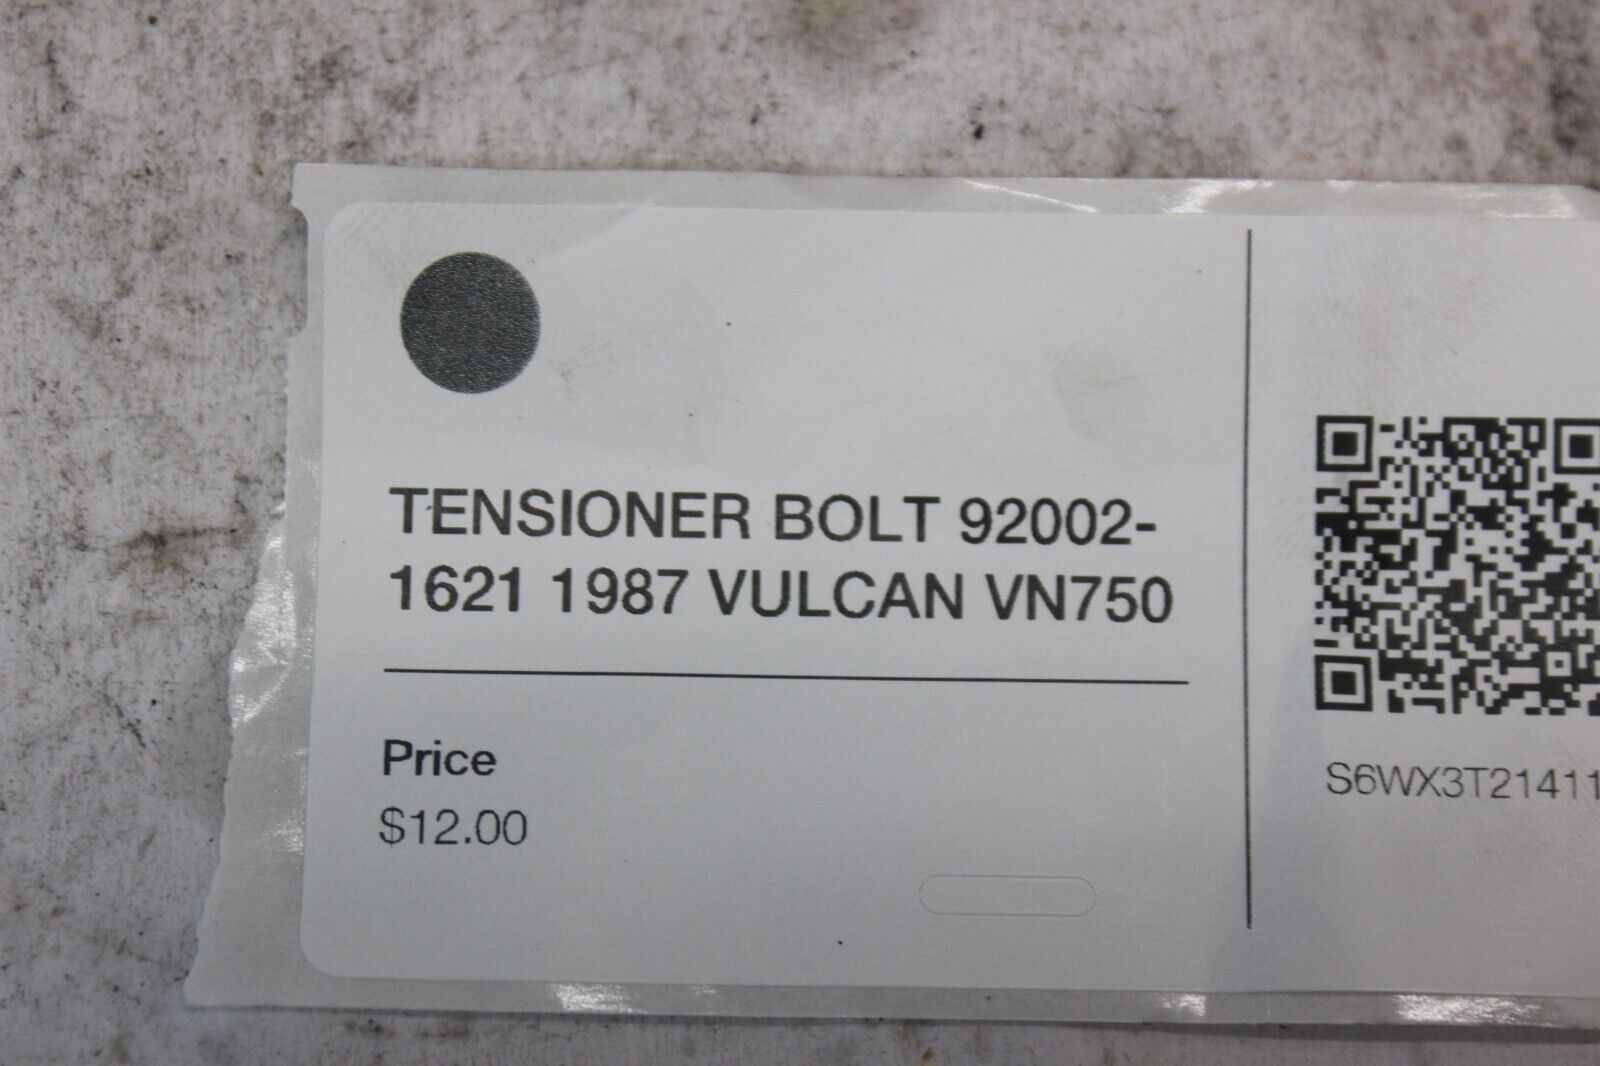 TENSIONER BOLT 92002-
1621 1987 VULCAN VN750
Price
$12.00
S6WX3T21411